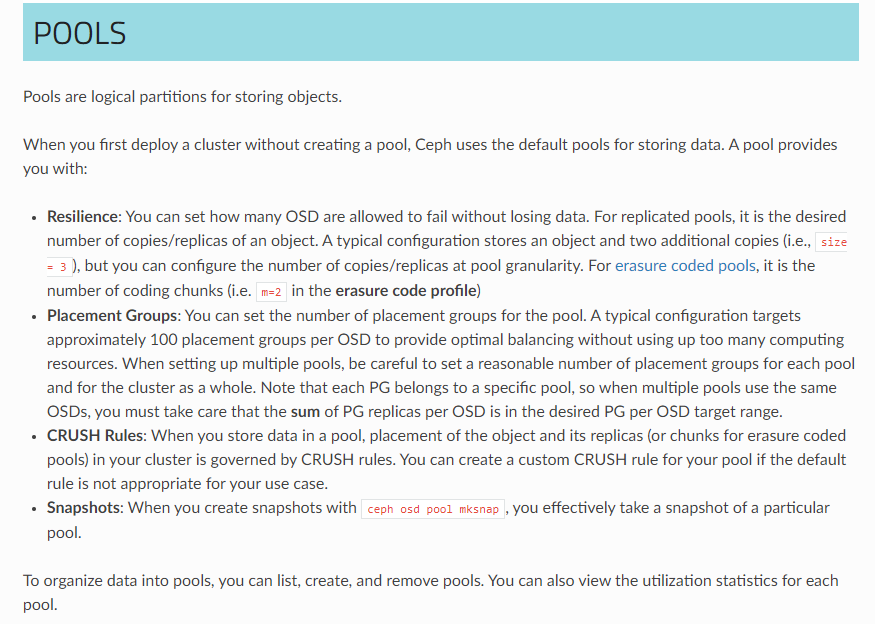 POOLS
Pools are logical partitions for storing objects.
When you first deploy a cluster without creating a pool, Ceph uses the default pools for storing data. A pool provides
you with:
• Resilience: You can set how many OSD are allowed to fail without losing data. For replicated pools, it is the desired
number of copies/replicas of an object. A typical configuration stores an object and two additional copies (i.e., size
= 3), but you can configure the number of copies/replicas at pool granularity. For erasure coded pools, it is the
number of coding chunks (i.e. m=2 in the erasure code profile)
• Placement Groups: You can set the number of placement groups for the pool. A typical configuration targets
approximately 100 placement groups per OSD to provide optimal balancing without using up too many computing
resources. When setting up multiple pools, be careful to set a reasonable number of placement groups for each pool
and for the cluster as a whole. Note that each PG belongs to a specific pool, so when multiple pools use the same
OSDs, you must take care that the sum of PG replicas per OSD is in the desired PG per OSD target range.
• CRUSH Rules: When you store data in a pool, placement of the object and its replicas (or chunks for erasure coded
pools) in your cluster is governed by CRUSH rules. You can create a custom CRUSH rule for your pool if the default
rule is not appropriate for your use case.
• Snapshots: When you create snapshots with ceph osd pool mksnap, you effectively take a snapshot of a particular
pool.
To organize data into pools, you can list, create, and remove pools. You can also view the utilization statistics for each
pool.